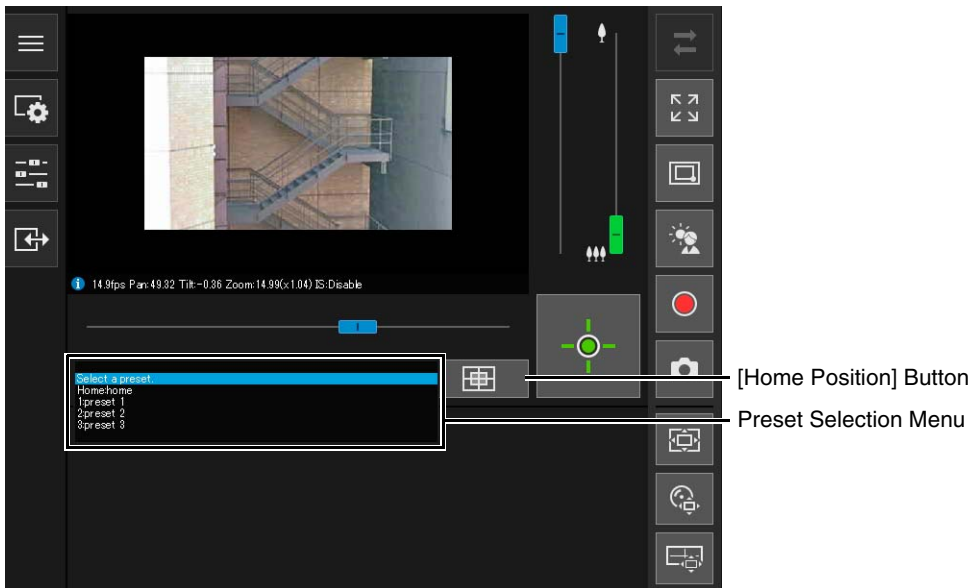 14.9fps Pan:49.32 Tilt:-0.36 Zoom:14.99(x1.04) IS:Disable
Select a preset.
Home:home
1:preset 1
2:preset 2
3:preset 3
[Home Position] Button
Preset Selection Menu